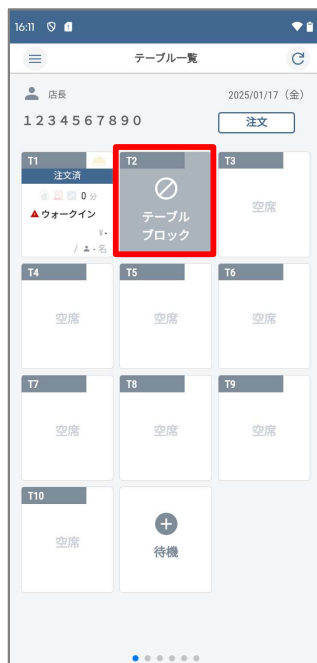 16:11
テーブル一覧
店長
2025/01/17（金）
1234567890
注文
T1
注文済
0 分
ウォークイン
¥-
/ - 名
T2
テーブル
ブロック
T3
空席
T4
空席
T5
空席
T6
空席
T7
空席
T8
空席
T9
空席
T10
空席
待機